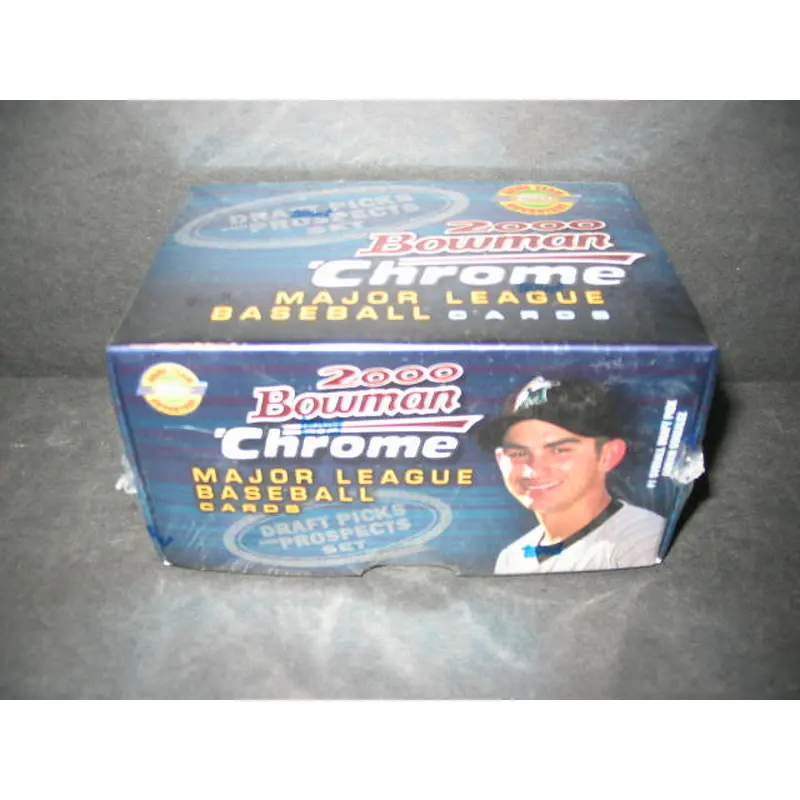 DRAFT PICKS
PROSPECTS
SET
2000
Bowman
Chrome
MAJOR LEAGUE
BASEBALL CARDS
2000
Bowman
Chrome
MAJOR LEAGUE
BASEBALL
CARDS
DRAFT PICKS
PROSPECTS
SET
topps